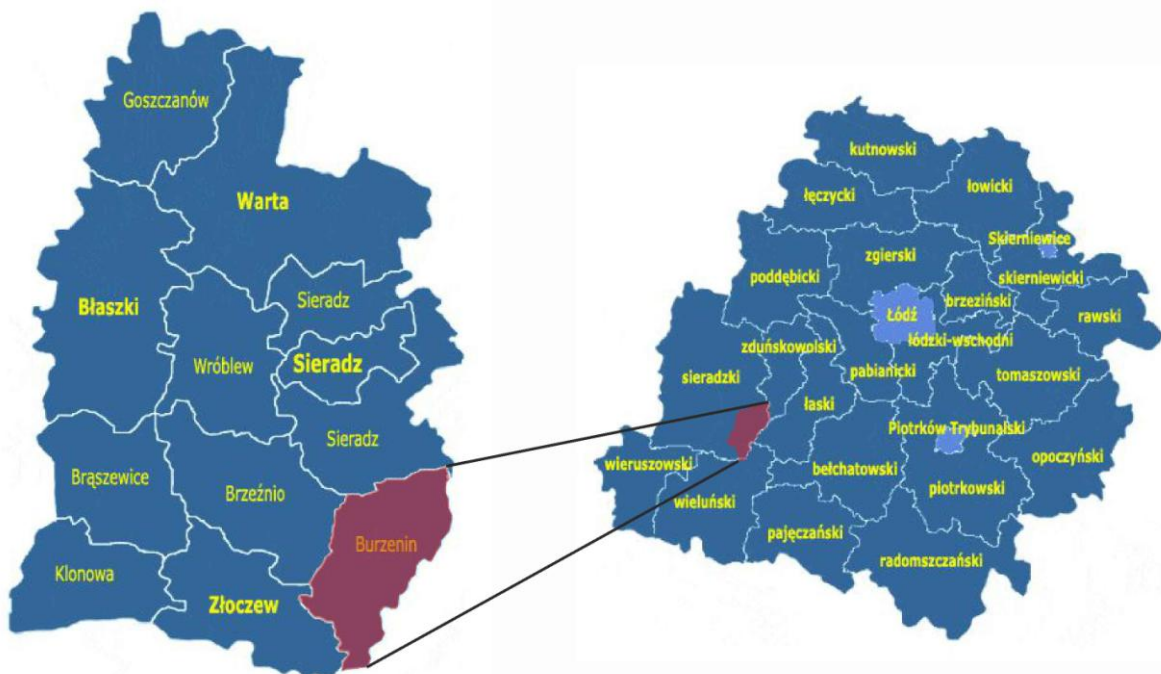 Goszczanów
Warta
Błaszki
Sieradz
Wróblew
Sieradz
Sieradz
Brąszewice
Brzeźnio
Burzenin
Klonowa
Złoczew
kutnowski
łęczycki
łowicki
Skierniewice
zgierski
poddębicki
skierniewicki
brzeziński
Łódź
rawski
łódzki-wschodni
zduńskowolski
sieradzki
pabianicki
tomaszowski
łaski
Piotrków Trybunalski
opoczyński
wieruszowski
bełchatowski
wieluński
piotrkowski
pajęczański
radomszczański